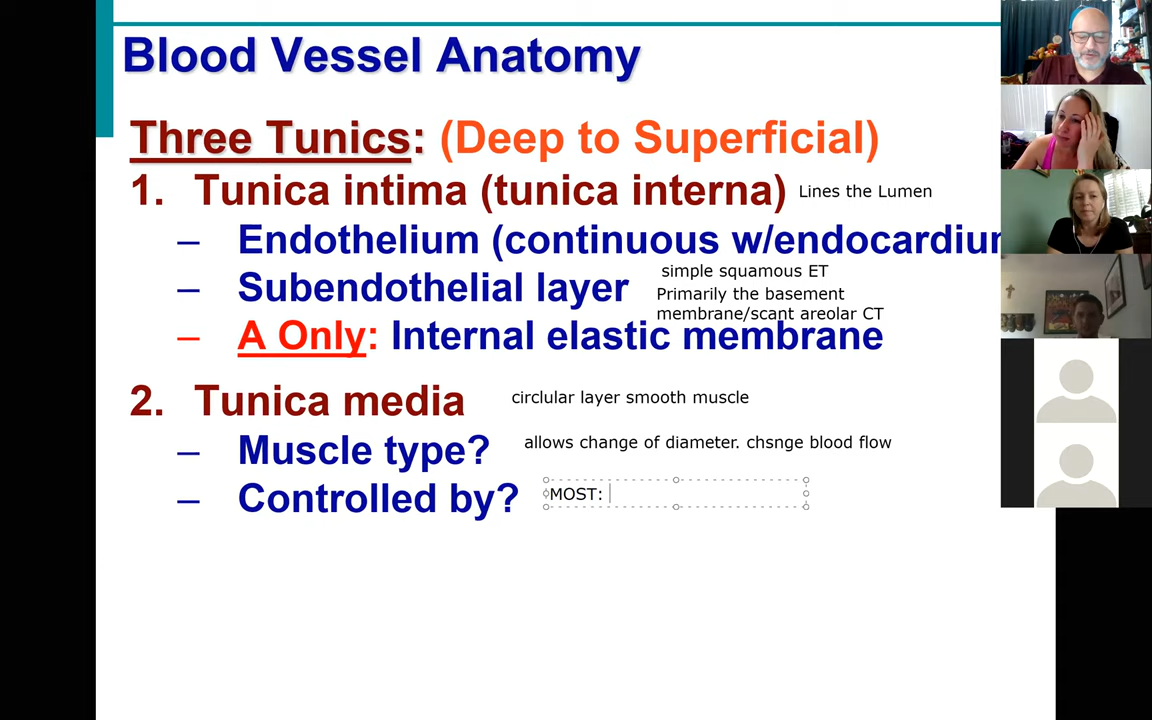 Blood Vessel Anatomy
Three Tunics: (Deep to Superficial)
1. Tunica intima (tunica interna) Lines the Lumen
– Endothelium (continuous w/endocardium
simple squamous ET
– Subendothelial layer Primarily the basement
membrane/scant areolar CT
– A Only: Internal elastic membrane
2. Tunica media circlular layer smooth muscle
– Muscle type? allows change of diameter. chsnge blood flow
– Controlled by? MOST: